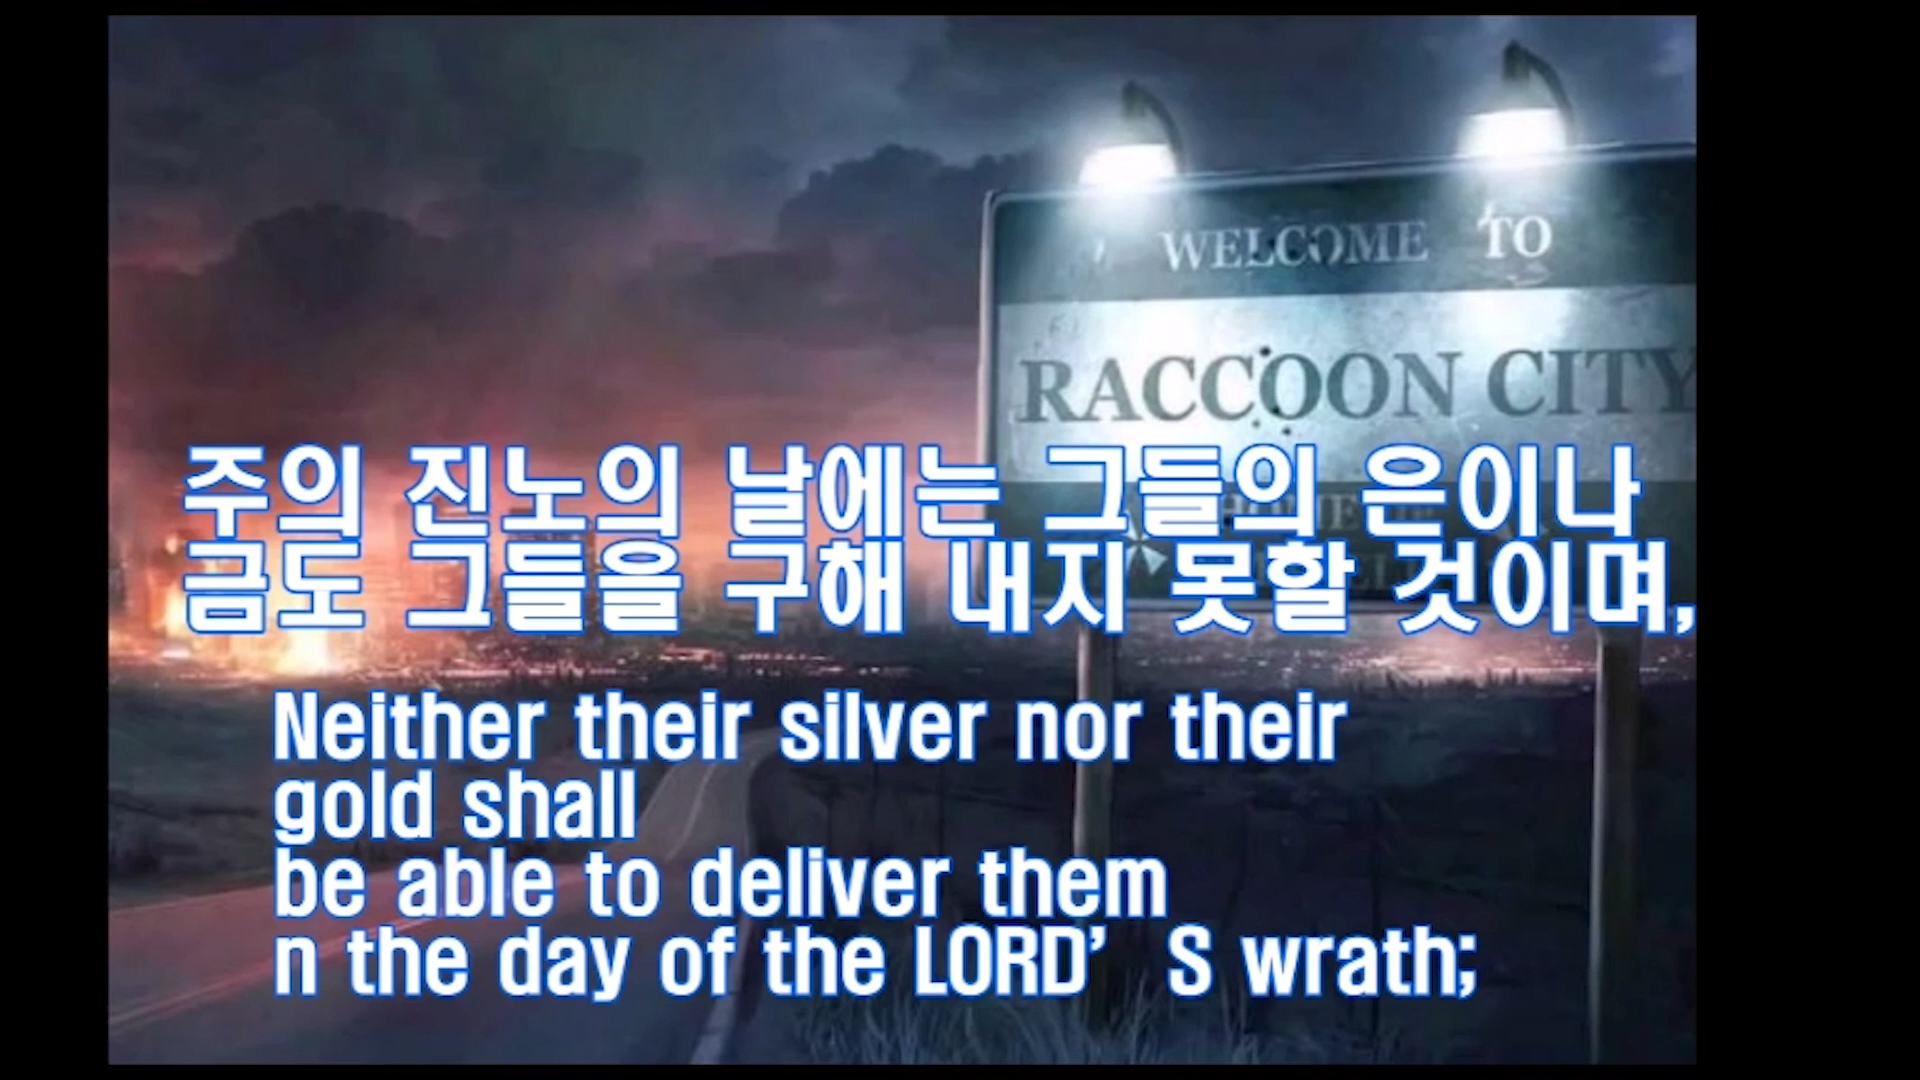 WELCOME TO
RACCOON CITY
주의 진노의 날에는 그들의 은이나
금도 그들을 구해 내지 못할 것이며,
Neither their silver nor their
gold shall
be able to deliver them
n the day of the LORD’ S wrath;